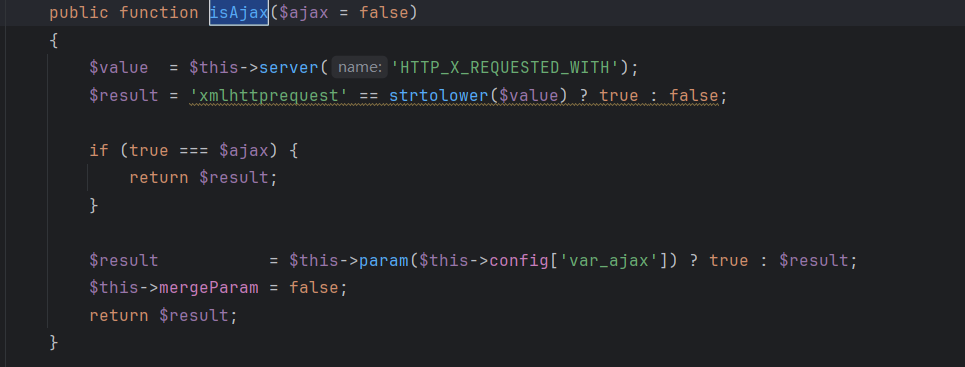 public function isAjax($ajax = false)
{
$value  = $this->server( name: 'HTTP_X_REQUESTED_WITH');
$result = 'xmlhttprequest' == strtolower($value) ? true : false;
if (true === $ajax) {
return $result;
}
$result           = $this->param($this->config['var_ajax']) ? true : $result;
$this->mergeParam = false;
return $result;
}